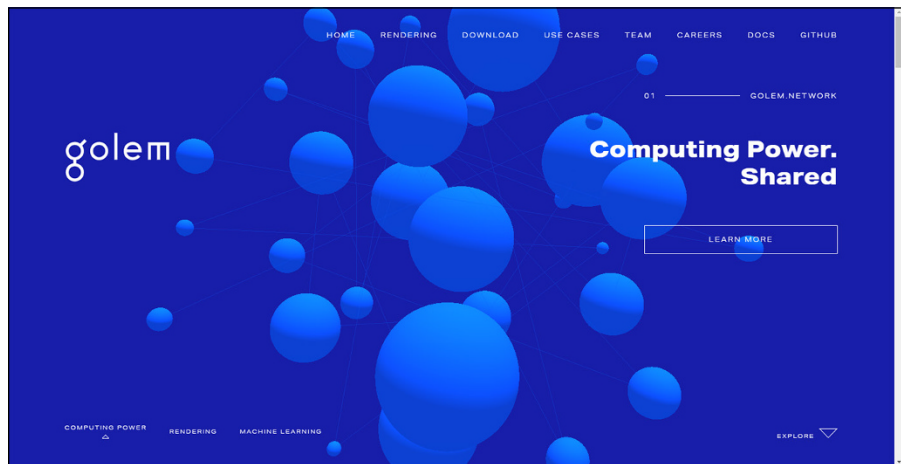 HOME RENDERING DOWNLOAD USE CASES TEAM CAREERS DOCS GITHUB
01 GOLEM.NETWORK
golem
Computing Power.
Shared
LEARN MORE
COMPUTING POWER RENDERING MACHINE LEARNING
EXPLORE